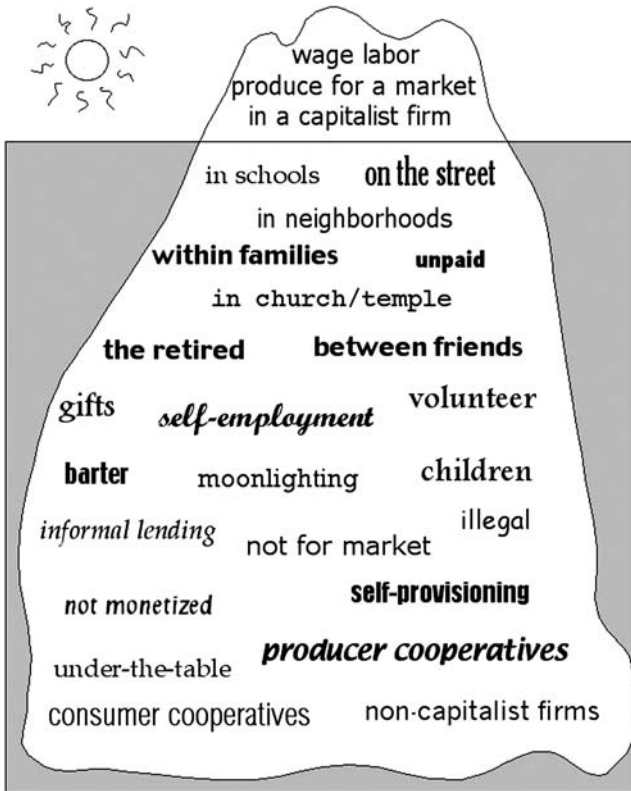 wage labor
produce for a market
in a capitalist firm
in schools on the street
in neighborhoods
within families unpaid
in church/temple
the retired between friends
gifts self-employment volunteer
barter moonlighting children
informal lending not for market illegal
not monetized self-provisioning
under-the-table producer cooperatives
consumer cooperatives non-capitalist firms